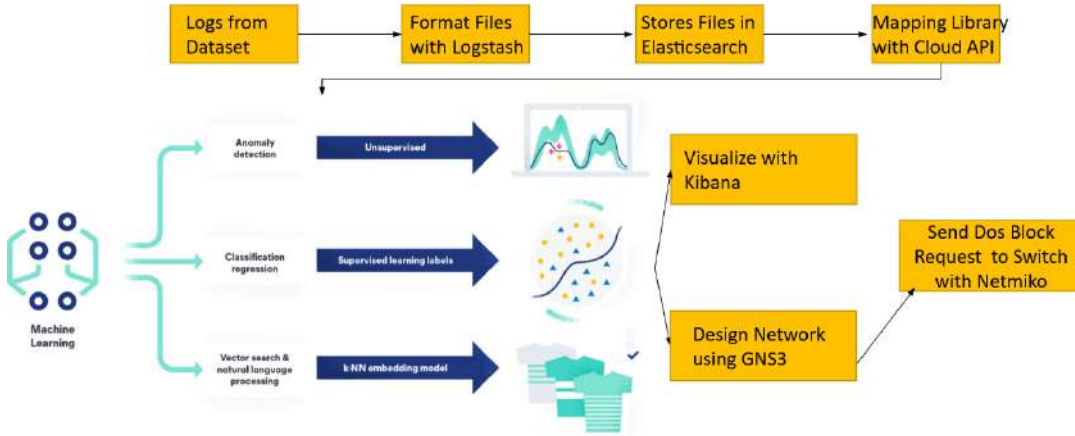 Logs from
Dataset
Format Files
with Logstash
Stores Files in
Elasticsearch
Mapping Library
with Cloud API
Anomaly
detection
Unsupervised
Visualize with
Kibana
Classification
regression
Supervised learning labels
Send Dos Block
Request to Switch
with Netmiko
Machine
Learning
Design Network
using GNS3
Vector search &
natural language
processing
k-NN embedding model